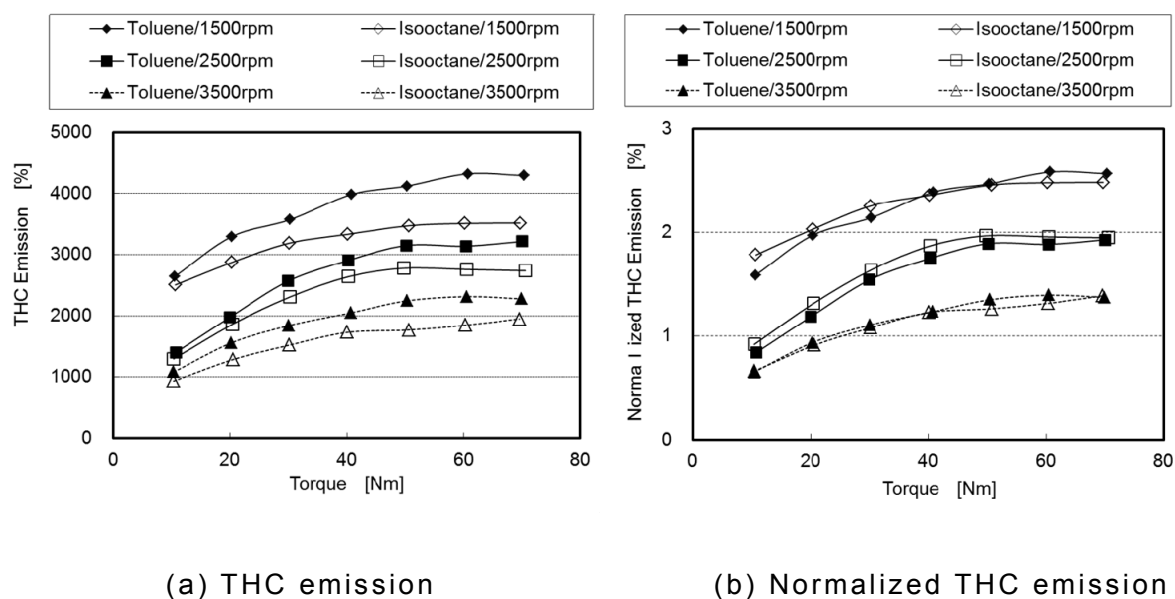 Toluene/1500rpm Isooctane/1500rpm
Toluene/2500rpm Isooctane/2500rpm
Toluene/3500rpm Isooctane/3500rpm
5000
4000
3000
2000
1000
0
THC Emission [%]
0 20 40 60 80
Torque [Nm]
(a) THC emission
Toluene/1500rpm Isooctane/1500rpm
Toluene/2500rpm Isooctane/2500rpm
Toluene/3500rpm Isooctane/3500rpm
3
2
1
0
Normalized THC Emission [%]
0 20 40 60 80
Torque [Nm]
(b) Normalized THC emission